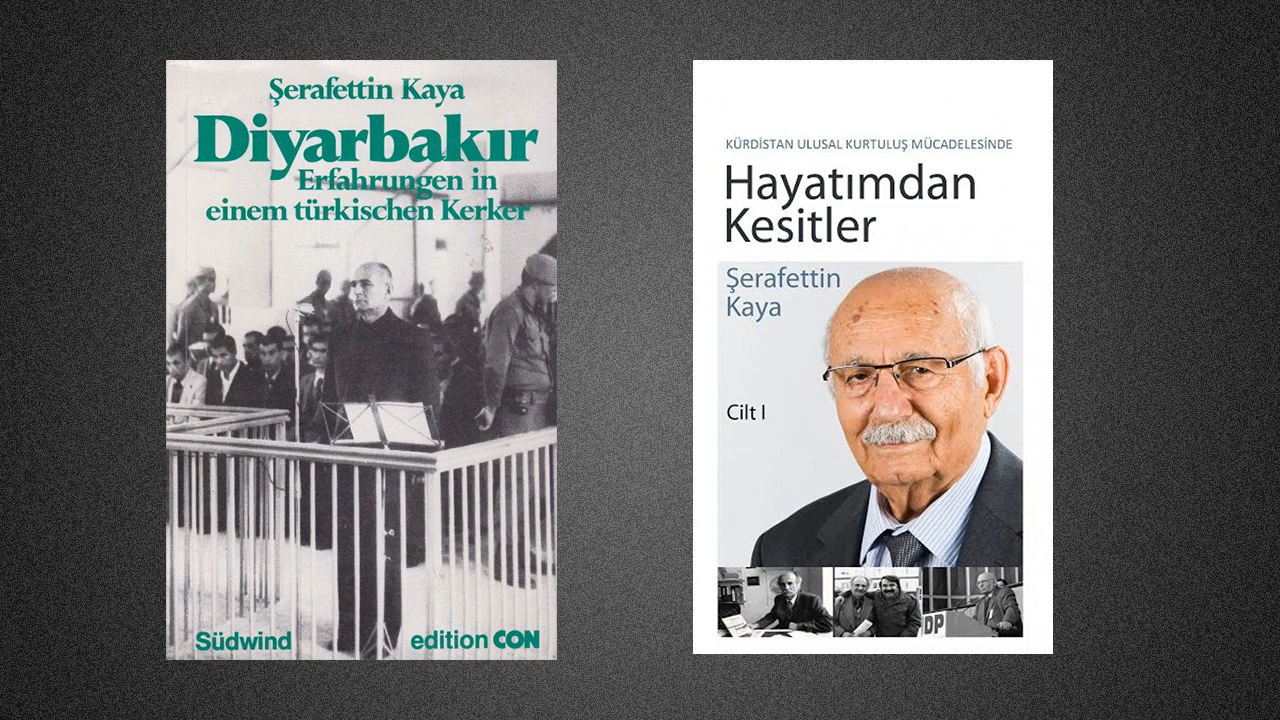 Şerafettin Kaya
Diyarbakır
Erfahrungen in
einem türkischen Kerker
Südwind
edition CON
KÜRDİSTAN ULUSAL KURTULUŞ MÜCADELESİNDE
Hayatımdan
Kesitler
Şerafettin
Kaya
Cilt I
DP